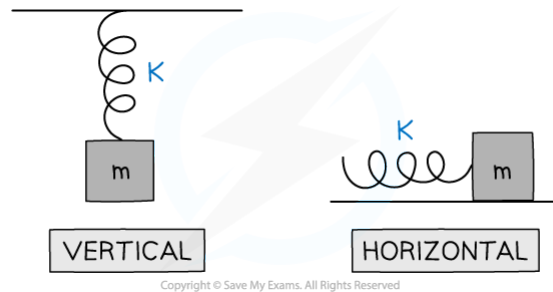 K
m
VERTICAL
K
m
HORIZONTAL
Copyright © Save My Exams. All Rights Reserved